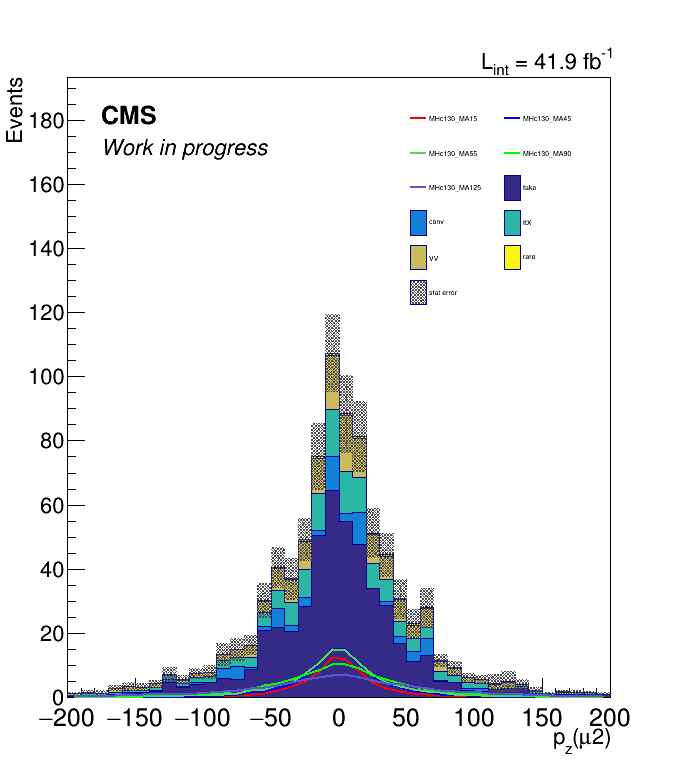 L_int = 41.9 fb^-1
Events
CMS
Work in progress
MHc130_MA15 MHc130_MA45
MHc130_MA55 MHc130_MA90
MHc130_MA125 fake
conv ttX
VV rare
stat error
180
160
140
120
100
80
60
40
20
0
−200 −150 −100 −50 0 50 100 150 200
p_z(μ2)